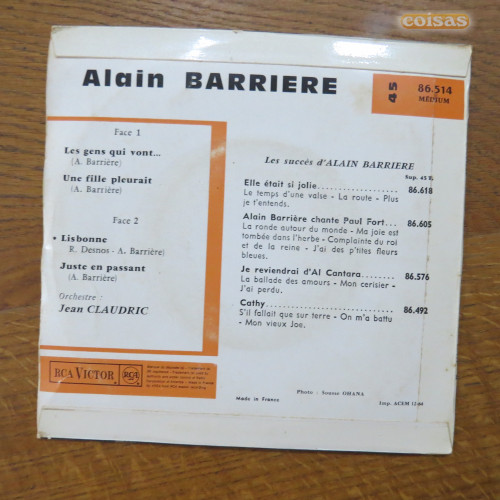 coisas
Alain BARRIERE
45
86.514
MÉDIUM
Face 1
Les gens qui vont...
(A. Barrière)
Une fille pleurait
(A. Barrière)
Face 2
• Lisbonne
R. Desnos - A. Barrière)
Juste en passant
(A. Barrière)
Orchestre :
Jean CLAUDRIC
Les succès d'ALAIN BARRIERE
Sup. 45 t.
Elle était si jolie.................. 86.618
Le temps d'une valse - La route - Plus
je t'entends.
Alain Barrière chante Paul Fort... 86.605
La ronde autour du monde - Ma joie est
tombée dans l'herbe - Complainte du roi
et de la reine - J'ai des p'tites fleurs
bleues.
Je reviendrai d'Al Cantara......... 86.576
La ballade des amours - Mon cerisier -
J'ai perdu.
Cathy.............................. 86.492
S'il fallait que sur terre - On m'a battu
- Mon vieux Joe.
RCA VICTOR
RCA
Made in France
Photo : Sounie OHANA